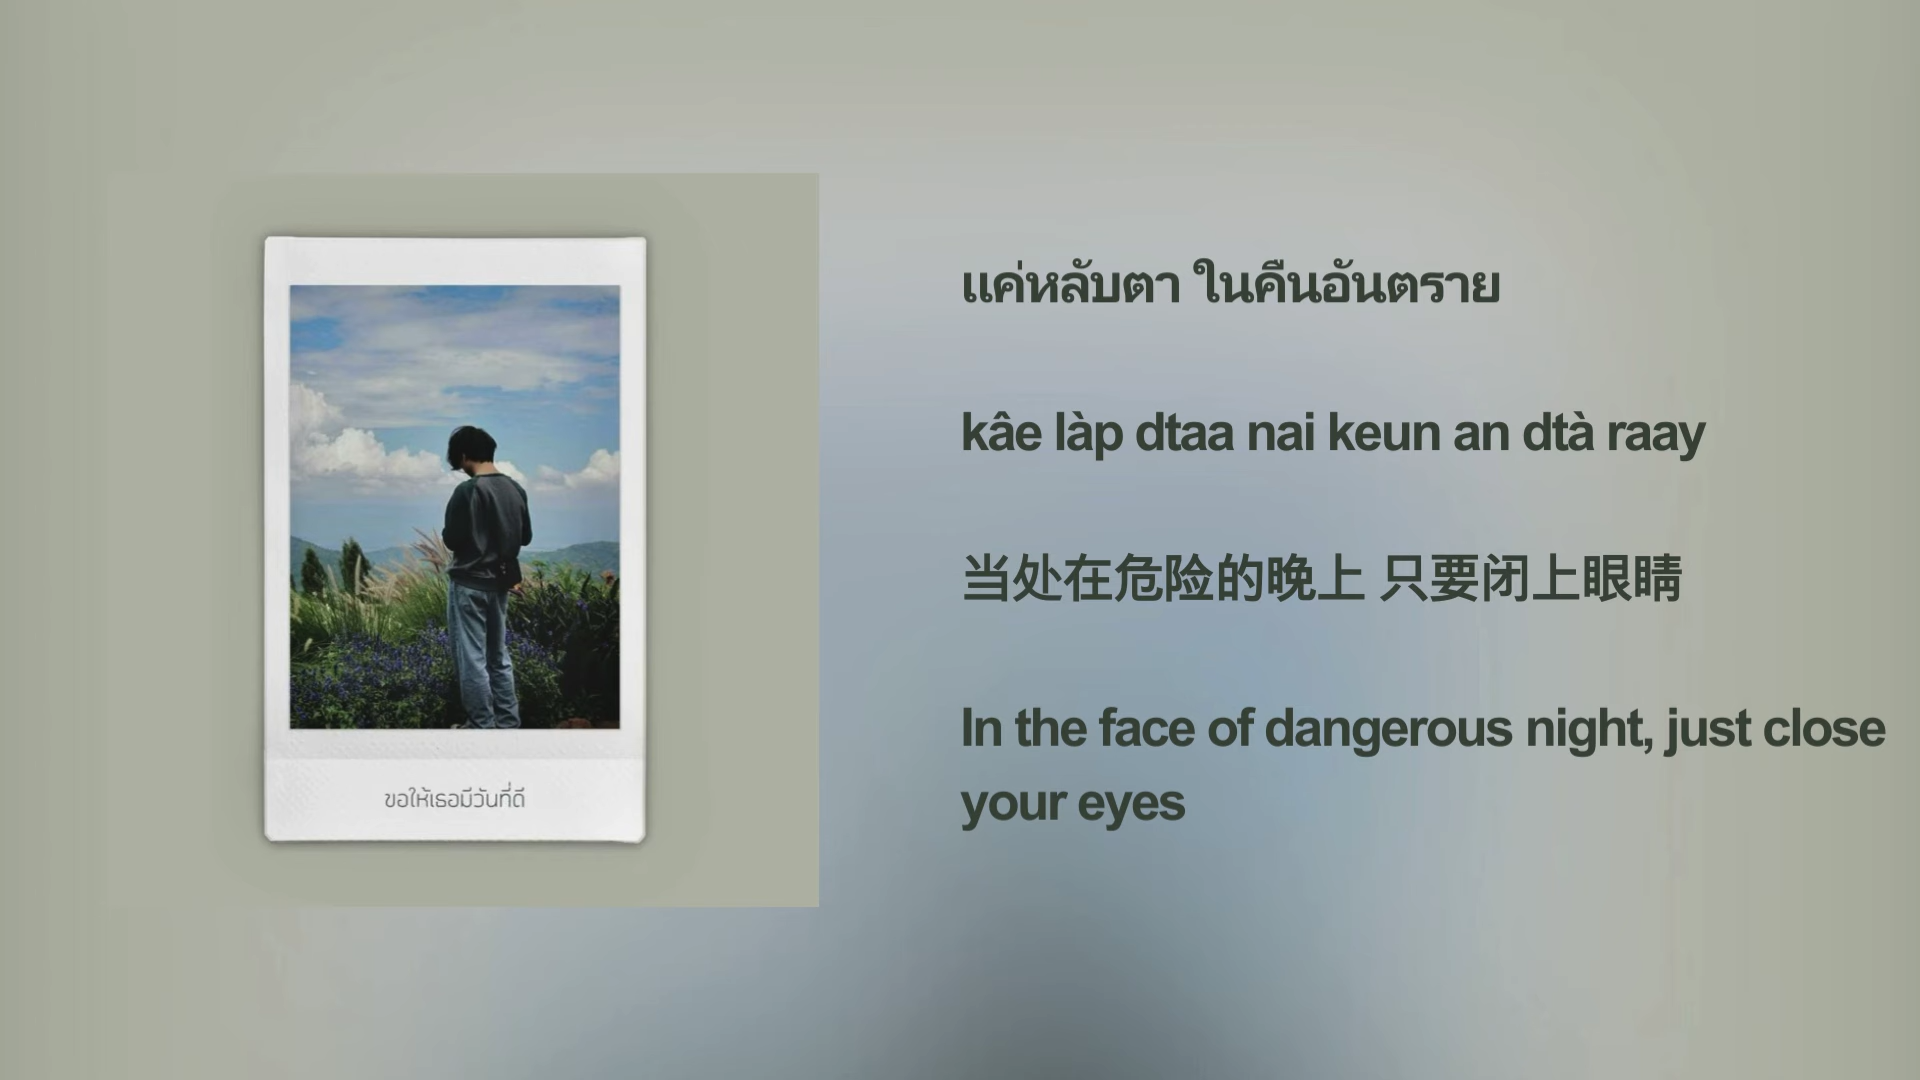 ขอให้เธอมีวันที่ดี
แค่หลับตา ในคืนอันตราย
kâe làp dtaa nai keun an dtà raay
当处在危险的晚上 只要闭上眼睛
In the face of dangerous night, just close
your eyes